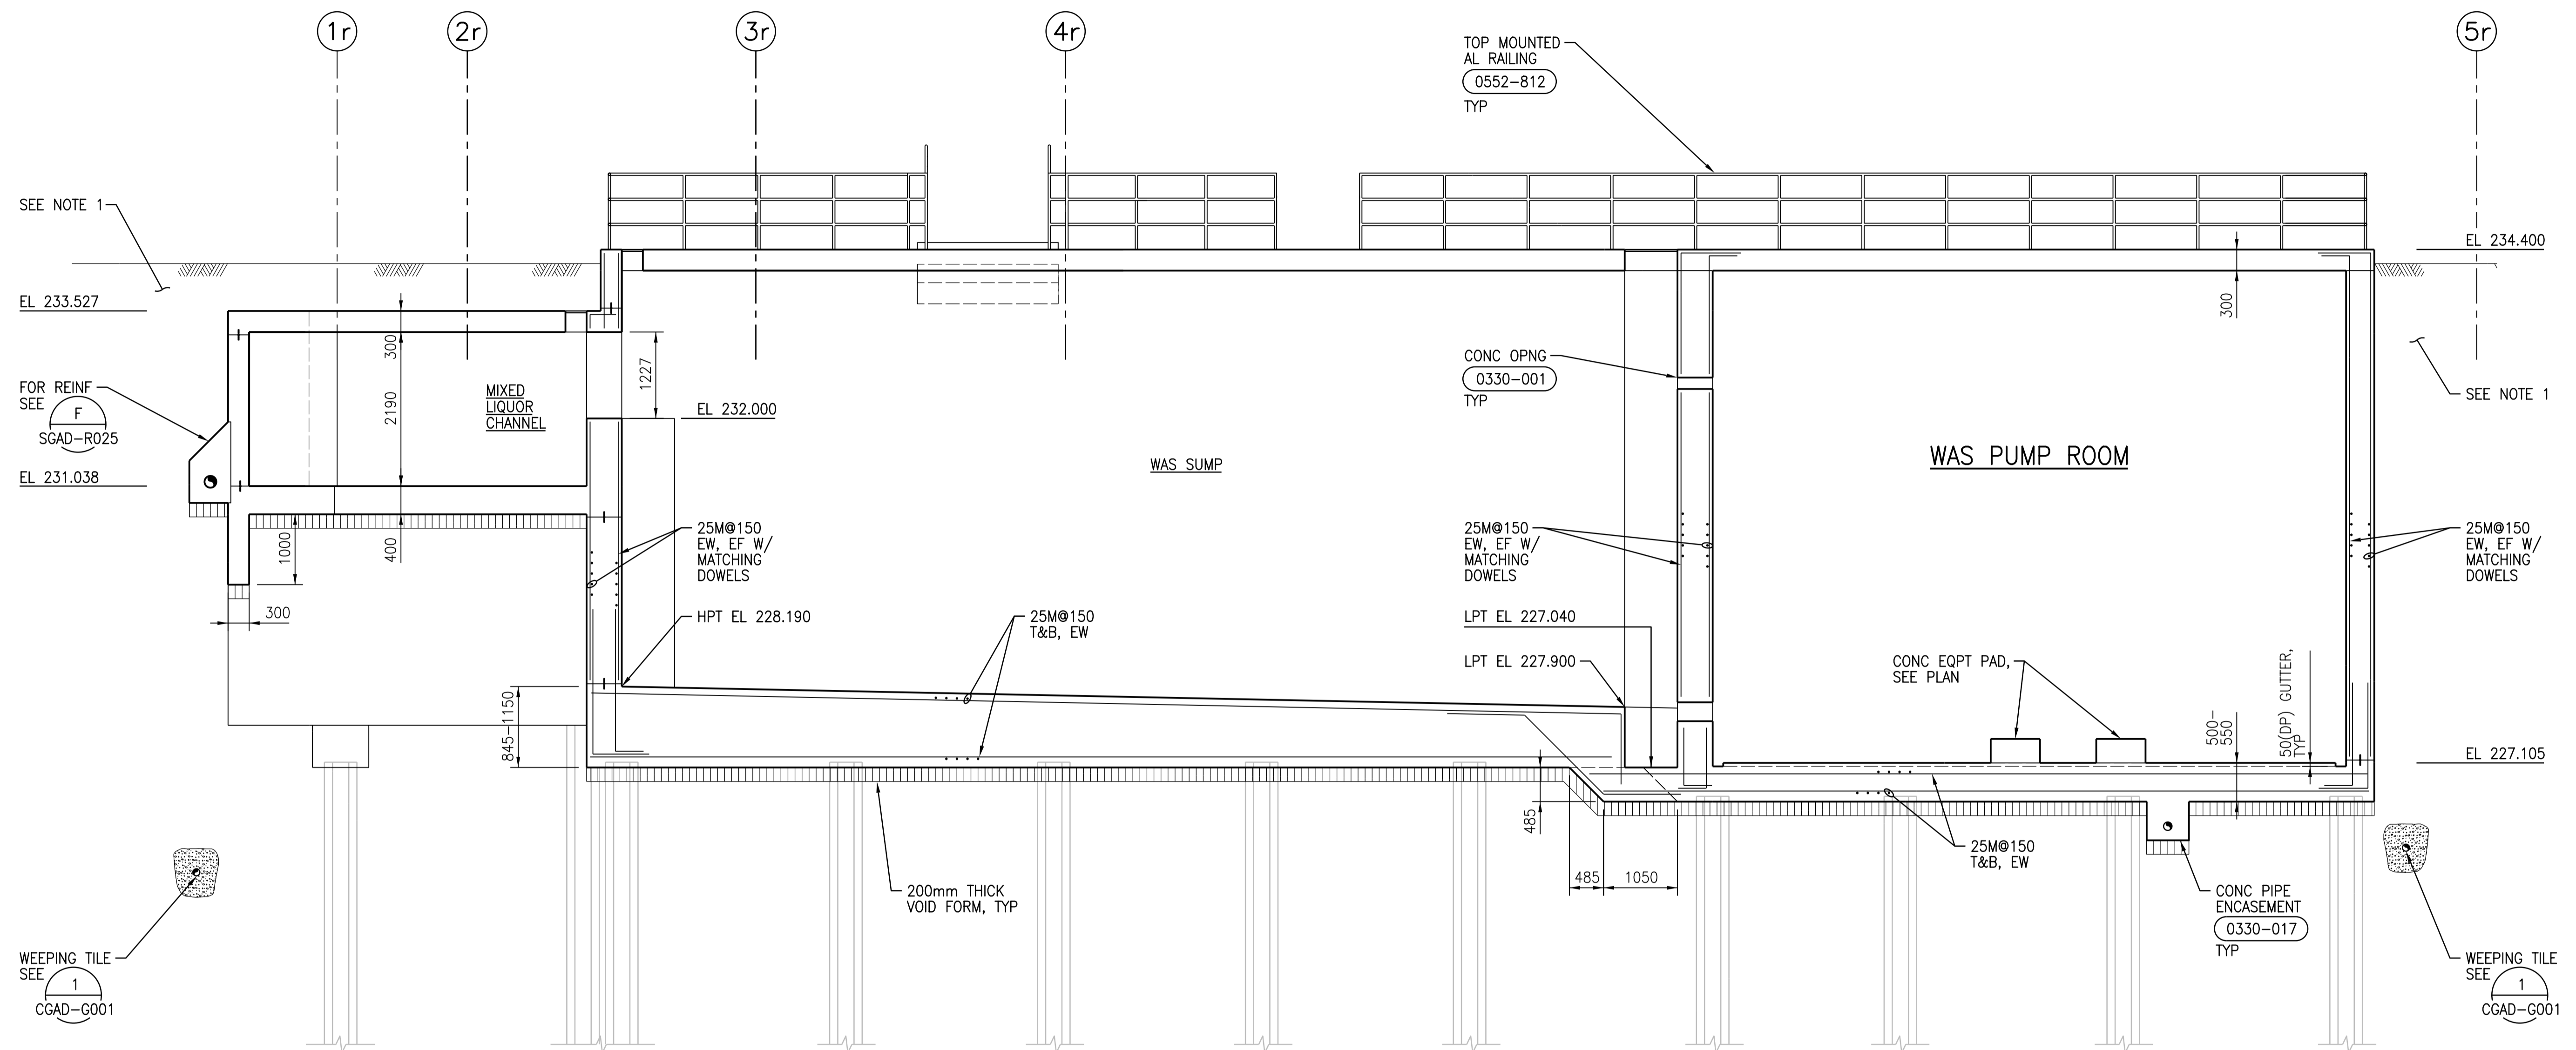 1r
2r
3r
4r
5r
TOP MOUNTED
AL RAILING
0552-812
TYP
SEE NOTE 1
EL 234.400
EL 233.527
300
300
1227
CONC OPNG
0330-001
TYP
FOR REINF
SEE
F
SGAD-R025
2190
MIXED
LIQUOR
CHANNEL
EL 232.000
SEE NOTE 1
WAS SUMP
WAS PUMP ROOM
EL 231.038
1000
400
25M@150
EW, EF W/
MATCHING
DOWELS
25M@150
EW, EF W/
MATCHING
DOWELS
25M@150
EW, EF W/
MATCHING
DOWELS
300
HPT EL 228.190
25M@150
T&B, EW
LPT EL 227.040
LPT EL 227.900
CONC EQPT PAD,
SEE PLAN
845-1150
500-
550
50(DP) GUTTER,
TYP
EL 227.105
485
25M@150
T&B, EW
485
1050
200mm THICK
VOID FORM, TYP
CONC PIPE
ENCASEMENT
0330-017
TYP
WEEPING TILE
SEE
1
CGAD-G001
WEEPING TILE
SEE
1
CGAD-G001